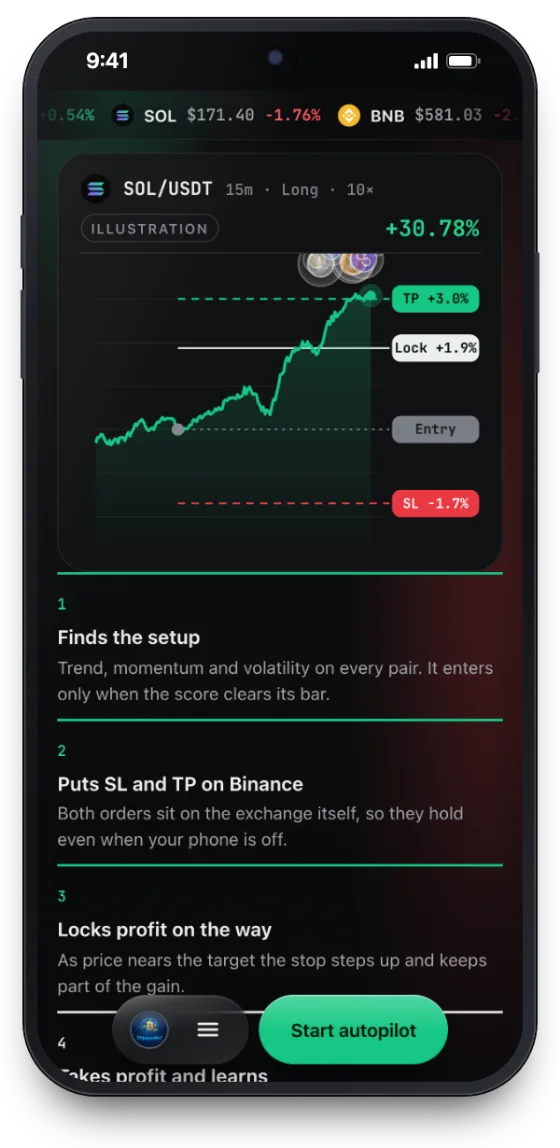 9:41
0.54% SOL $171.40 -1.76% BNB $581.03 -2.
SOL/USDT 15m · Long · 10×
ILLUSTRATION +30.78%
TP +3.0%
Lock +1.9%
Entry
SL -1.7%
1
Finds the setup
Trend, momentum and volatility on every pair. It enters
only when the score clears its bar.
2
Puts SL and TP on Binance
Both orders sit on the exchange itself, so they hold
even when your phone is off.
3
Locks profit on the way
As price nears the target the stop steps up and keeps
part of the gain.
Start autopilot
4
Takes profit and learns